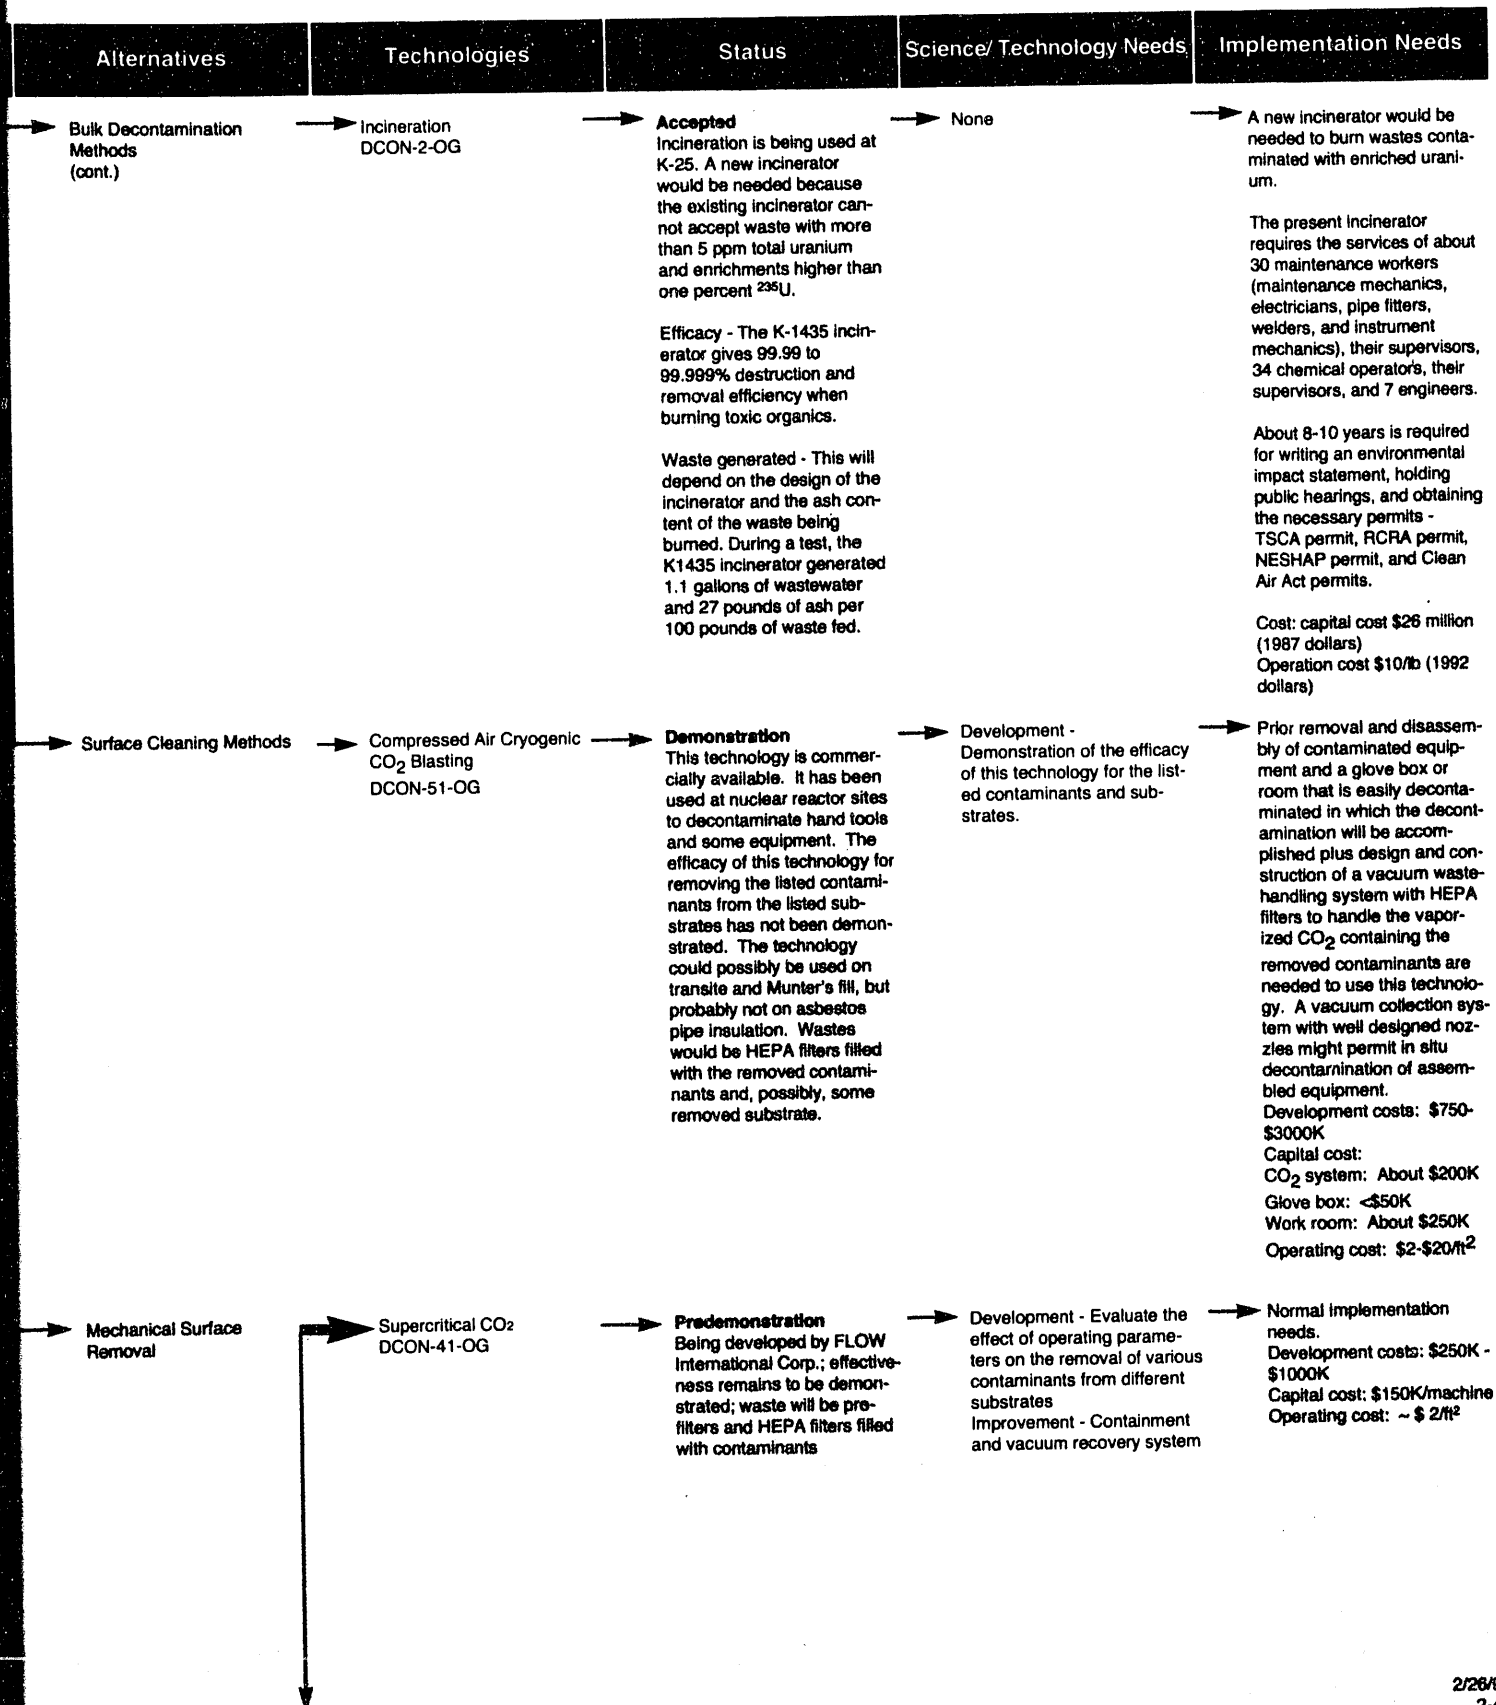 Alternatives
Technologies
Status
Science/ Technology Needs
Implementation Needs
Bulk Decontamination
Methods
(cont.)
Incineration
DCON-2-OG
Accepted
Incineration is being used at
K-25. A new incinerator
would be needed because
the existing incinerator can-
not accept waste with more
than 5 ppm total uranium
and enrichments higher than
one percent ²³⁵U.
Efficacy - The K-1435 incin-
erator gives 99.99 to
99.999% destruction and
removal efficiency when
burning toxic organics.
Waste generated - This will
depend on the design of the
incinerator and the ash con-
tent of the waste being
burned. During a test, the
K1435 incinerator generated
1.1 gallons of wastewater
and 27 pounds of ash per
100 pounds of waste fed.
None
A new incinerator would be
needed to burn wastes conta-
minated with enriched urani-
um.
The present incinerator
requires the services of about
30 maintenance workers
(maintenance mechanics,
electricians, pipe fitters,
welders, and instrument
mechanics), their supervisors,
34 chemical operators, their
supervisors, and 7 engineers.
About 8-10 years is required
for writing an environmental
impact statement, holding
public hearings, and obtaining
the necessary permits -
TSCA permit, RCRA permit,
NESHAP permit, and Clean
Air Act permits.
Cost: capital cost $26 million
(1987 dollars)
Operation cost $10/lb (1992
dollars)
Surface Cleaning Methods
Compressed Air Cryogenic
CO₂ Blasting
DCON-51-OG
Demonstration
This technology is commer-
cially available. It has been
used at nuclear reactor sites
to decontaminate hand tools
and some equipment. The
efficacy of this technology for
removing the listed contami-
nants from the listed sub-
strates has not been demon-
strated. The technology
could possibly be used on
transite and Munter's fill, but
probably not on asbestos
pipe insulation. Wastes
would be HEPA filters filled
with the removed contami-
nants and, possibly, some
removed substrate.
Development -
Demonstration of the efficacy
of this technology for the list-
ed contaminants and sub-
strates.
Prior removal and disassem-
bly of contaminated equip-
ment and a glove box or
room that is easily deconta-
minated in which the decont-
amination will be accom-
plished plus design and con-
struction of a vacuum waste-
handling system with HEPA
filters to handle the vapor-
ized CO₂ containing the
removed contaminants are
needed to use this technolo-
gy. A vacuum collection sys-
tem with well designed noz-
zles might permit in situ
decontamination of assem-
bled equipment.
Development costs: $750-
$3000K
Capital cost:
CO₂ system: About $200K
Glove box: <$50K
Work room: About $250K
Operating cost: $2-$20/ft²
Mechanical Surface
Removal
Supercritical CO₂
DCON-41-OG
Predemonstration
Being developed by FLOW
International Corp.; effective-
ness remains to be demon-
strated; waste will be pre-
filters and HEPA filters filled
with contaminants
Development - Evaluate the
effect of operating parame-
ters on the removal of various
contaminants from different
substrates
Improvement - Containment
and vacuum recovery system
Normal implementation
needs.
Development costs: $250K -
$1000K
Capital cost: $150K/machine
Operating cost: ~ $ 2/ft²
2/26/